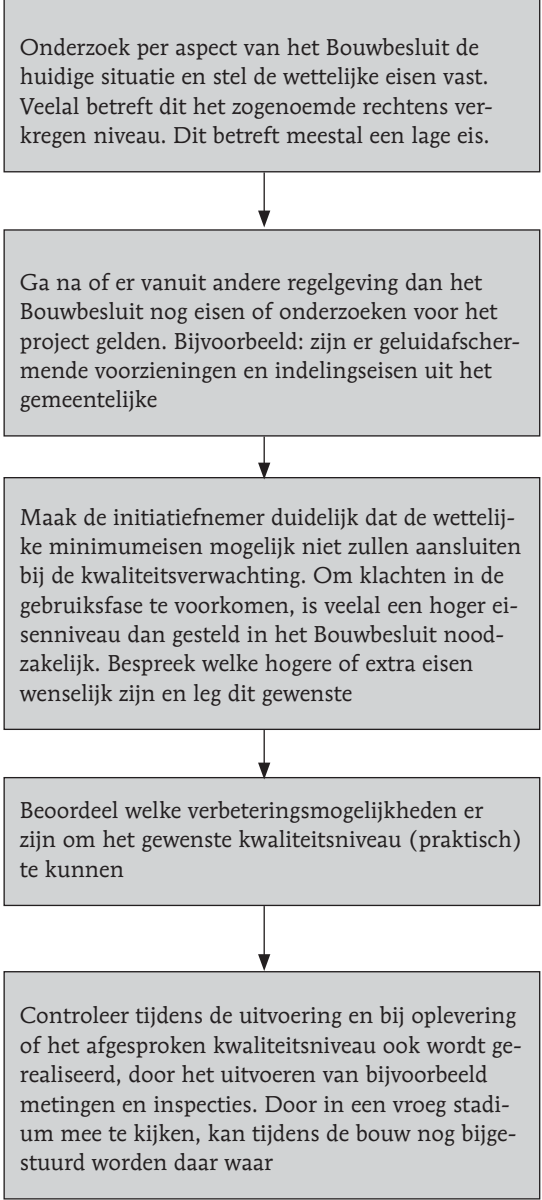 Onderzoek per aspect van het Bouwbesluit de
huidige situatie en stel de wettelijke eisen vast.
Veelal betreft dit het zogenoemde rechtens ver-
kregen niveau. Dit betreft meestal een lage eis.
Ga na of er vanuit andere regelgeving dan het
Bouwbesluit nog eisen of onderzoeken voor het
project gelden. Bijvoorbeeld: zijn er geluidafscher-
mende voorzieningen en indelingseisen uit het
gemeentelijke
Maak de initiatiefnemer duidelijk dat de wettelij-
ke minimumeisen mogelijk niet zullen aansluiten
bij de kwaliteitsverwachting. Om klachten in de
gebruiksfase te voorkomen, is veelal een hoger ei-
senniveau dan gesteld in het Bouwbesluit nood-
zakelijk. Bespreek welke hogere of extra eisen
wenselijk zijn en leg dit gewenste
Beoordeel welke verbeteringsmogelijkheden er
zijn om het gewenste kwaliteitsniveau (praktisch)
te kunnen
Controleer tijdens de uitvoering en bij oplevering
of het afgesproken kwaliteitsniveau ook wordt ge-
realiseerd, door het uitvoeren van bijvoorbeeld
metingen en inspecties. Door in een vroeg stadi-
um mee te kijken, kan tijdens de bouw nog bijge-
stuurd worden daar waar